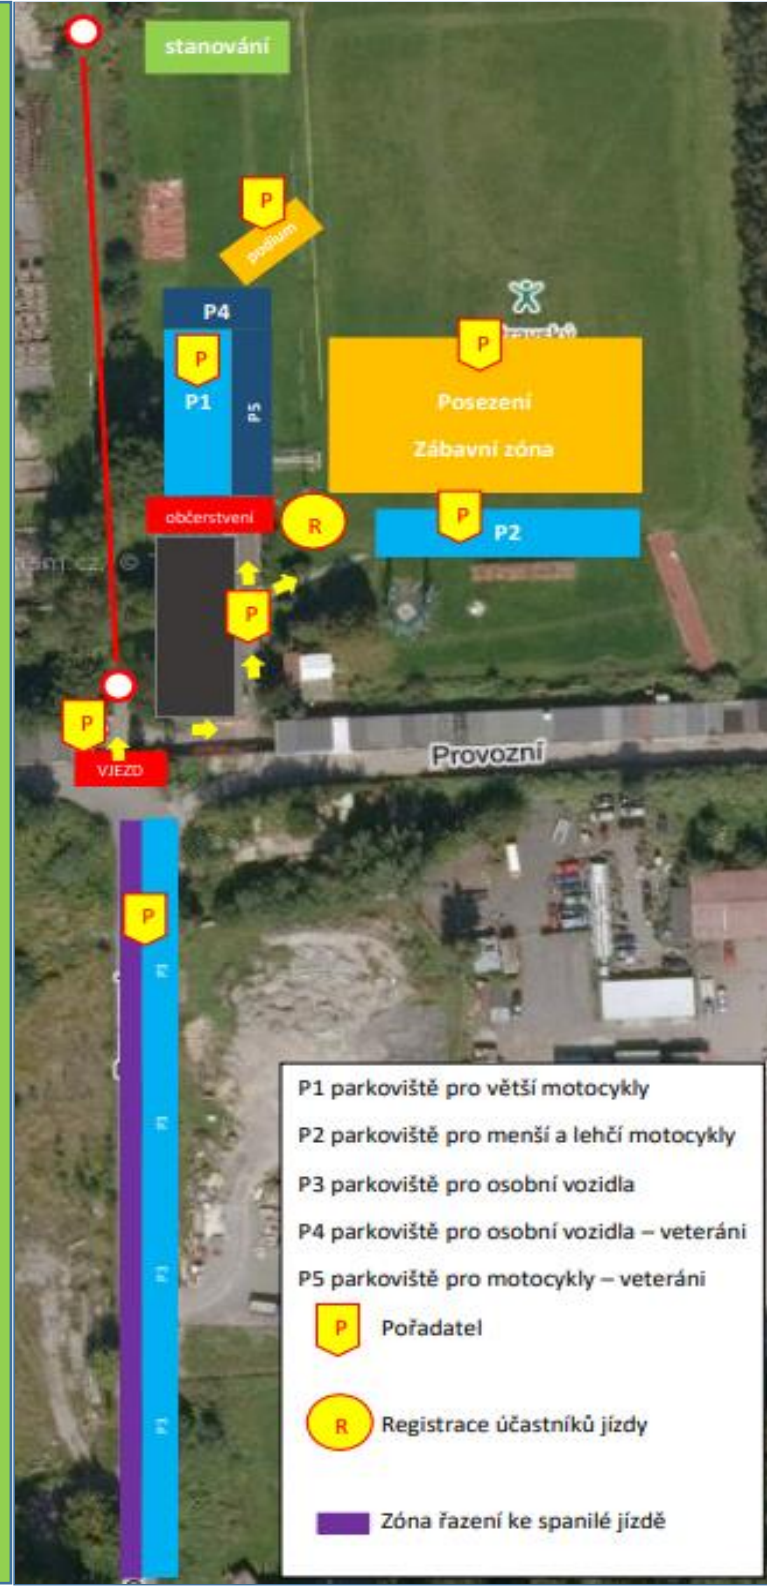 stanování
P
podium
P4
P
P1
P5
P
Posezení
Zábavní zóna
občerstvení
R
P
P2
P
P
VJEZD
Provozní
P
P3
P3
P3
P3
P1 parkoviště pro větší motocykly
P2 parkoviště pro menší a lehčí motocykly
P3 parkoviště pro osobní vozidla
P4 parkoviště pro osobní vozidla – veteráni
P5 parkoviště pro motocykly – veteráni
P Pořadatel
R Registrace účastníků jízdy
Zóna řazení ke spanilé jízdě